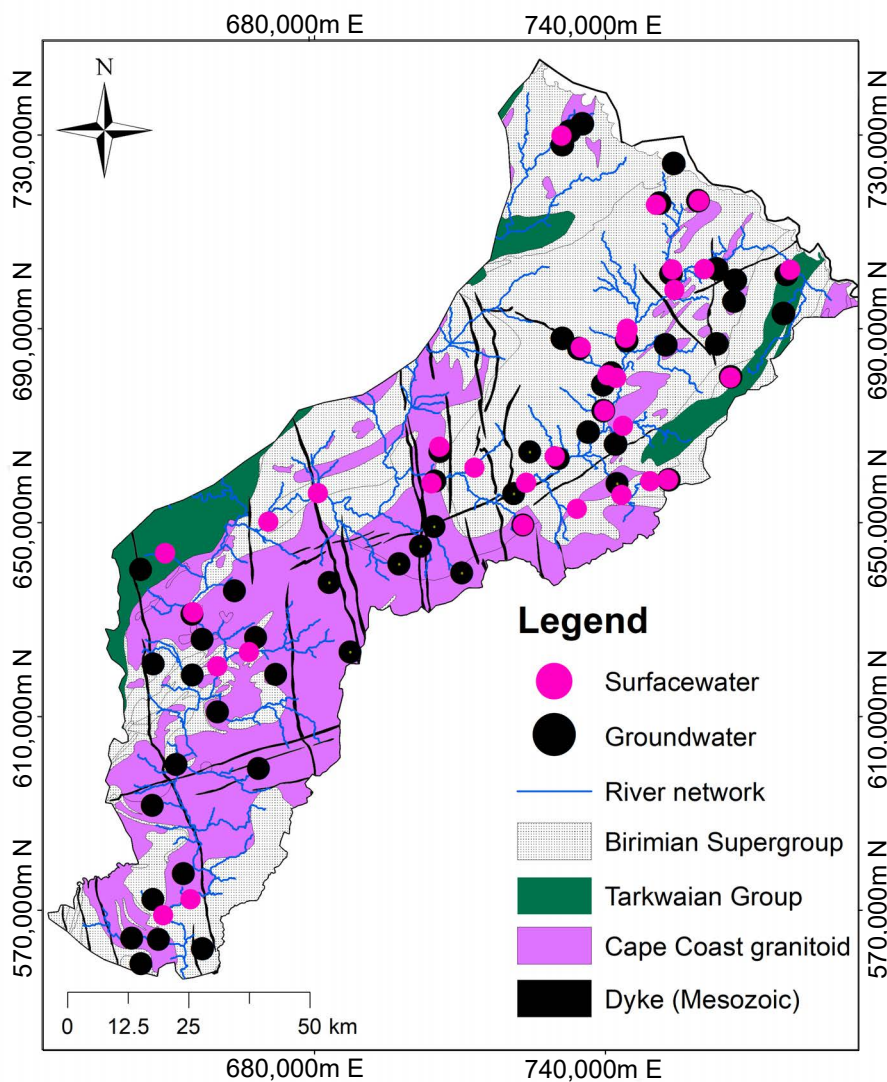 680,000m E 740,000m E
N
730,000m N 730,000m N
690,000m N 690,000m N
650,000m N 650,000m N
610,000m N 610,000m N
570,000m N 570,000m N
Legend
Surfacewater
Groundwater
River network
Birimian Supergroup
Tarkwaian Group
Cape Coast granitoid
Dyke (Mesozoic)
0 12.5 25 50 km
680,000m E 740,000m E